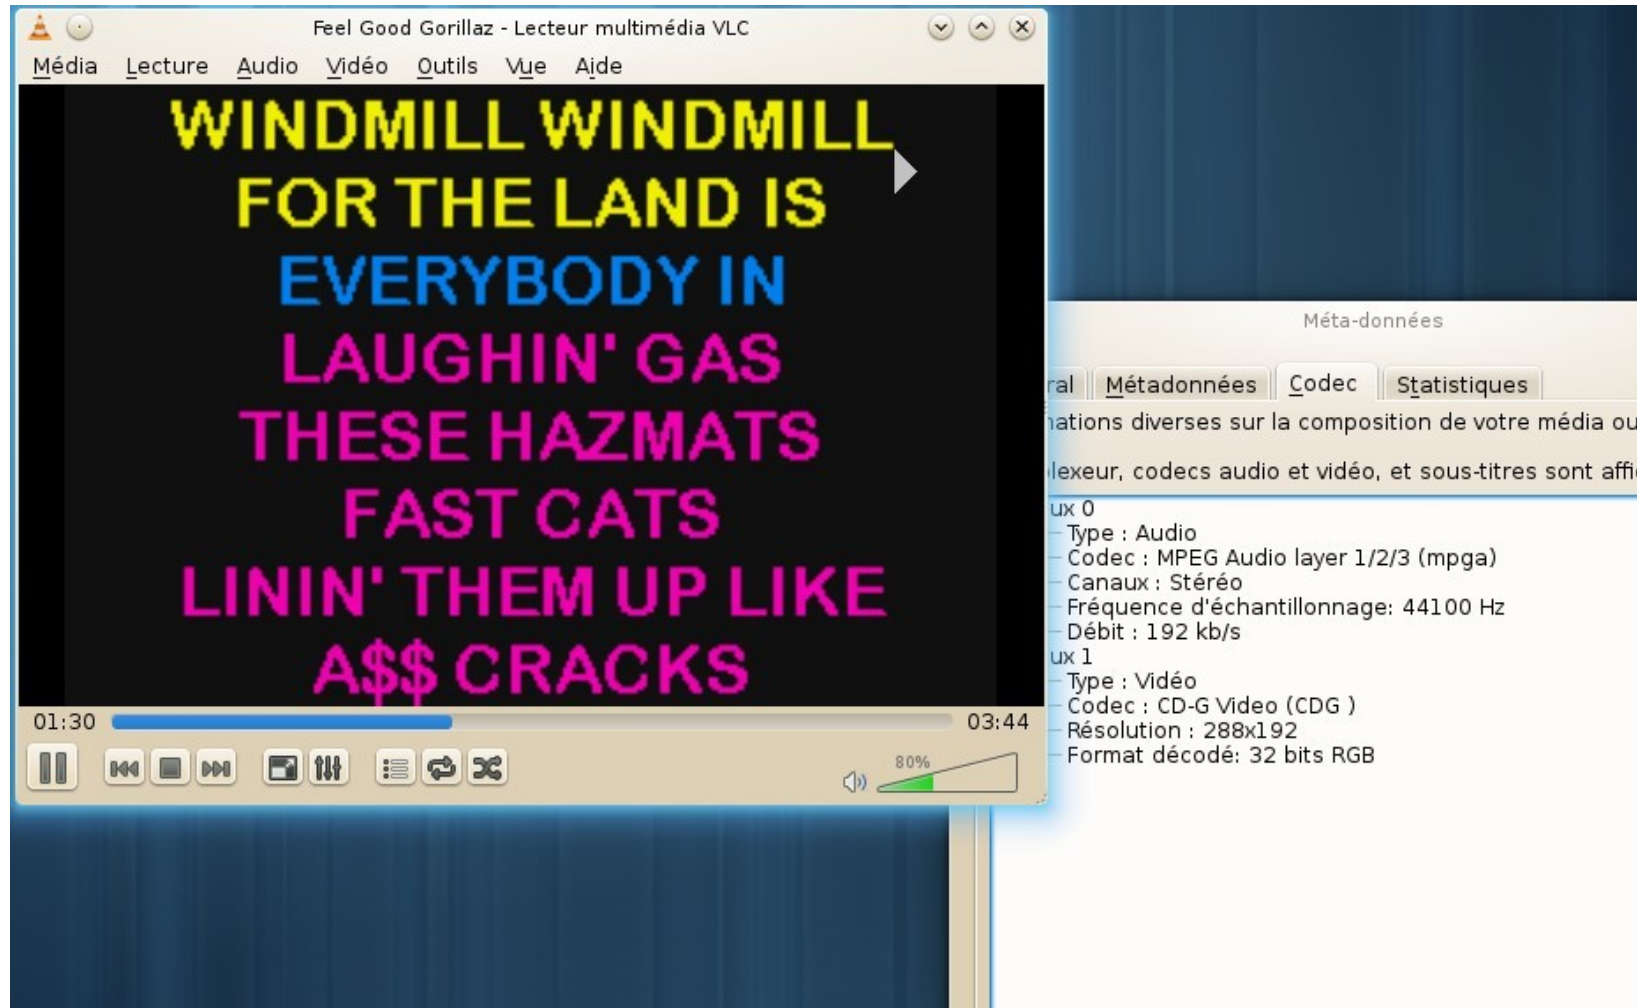 Feel Good Gorillaz - Lecteur multimédia VLC
Média Lecture Audio Vidéo Outils Vue Aide
WINDMILL WINDMILL
FOR THE LAND IS
EVERYBODY IN
LAUGHIN' GAS
THESE HAZMATS
FAST CATS
LININ' THEM UP LIKE
A$$ CRACKS
01:30 03:44
80%
Méta-données
ral Métadonnées Codec Statistiques
ations diverses sur la composition de votre média ou
lexeur, codecs audio et vidéo, et sous-titres sont affi
ux 0
Type : Audio
Codec : MPEG Audio layer 1/2/3 (mpga)
Canaux : Stéréo
Fréquence d'échantillonnage: 44100 Hz
Débit : 192 kb/s
ux 1
Type : Vidéo
Codec : CD-G Video (CDG )
Résolution : 288x192
Format décodé: 32 bits RGB